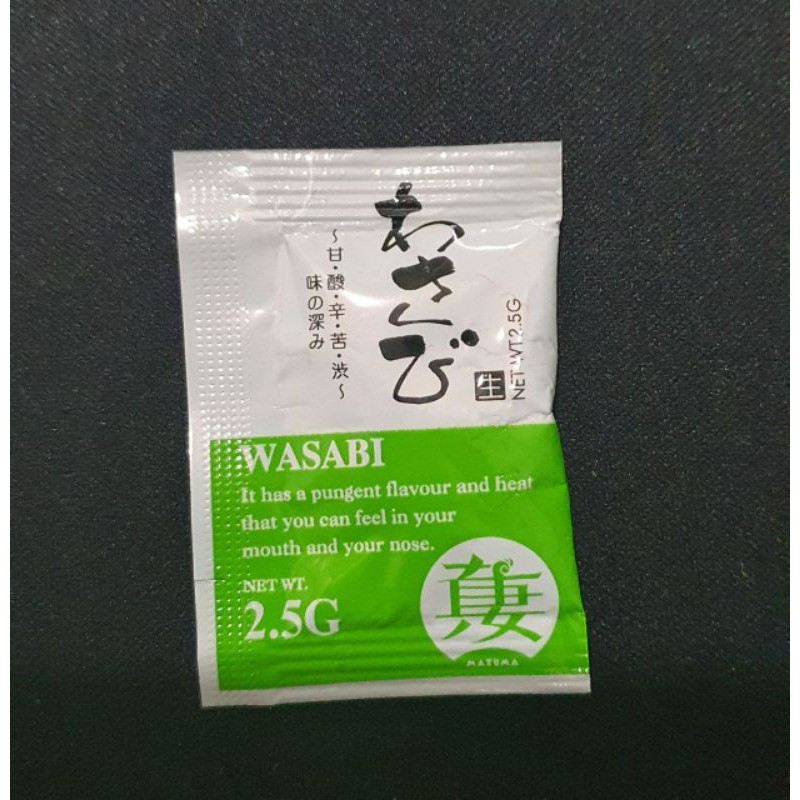 わさび
生
NET WT.2.5G
～甘・酸・辛・苦・渋～
味の深み
WASABI
It has a pungent flavour and heat
that you can feel in your
mouth and your nose.
NET WT.
2.5G
MATUMA